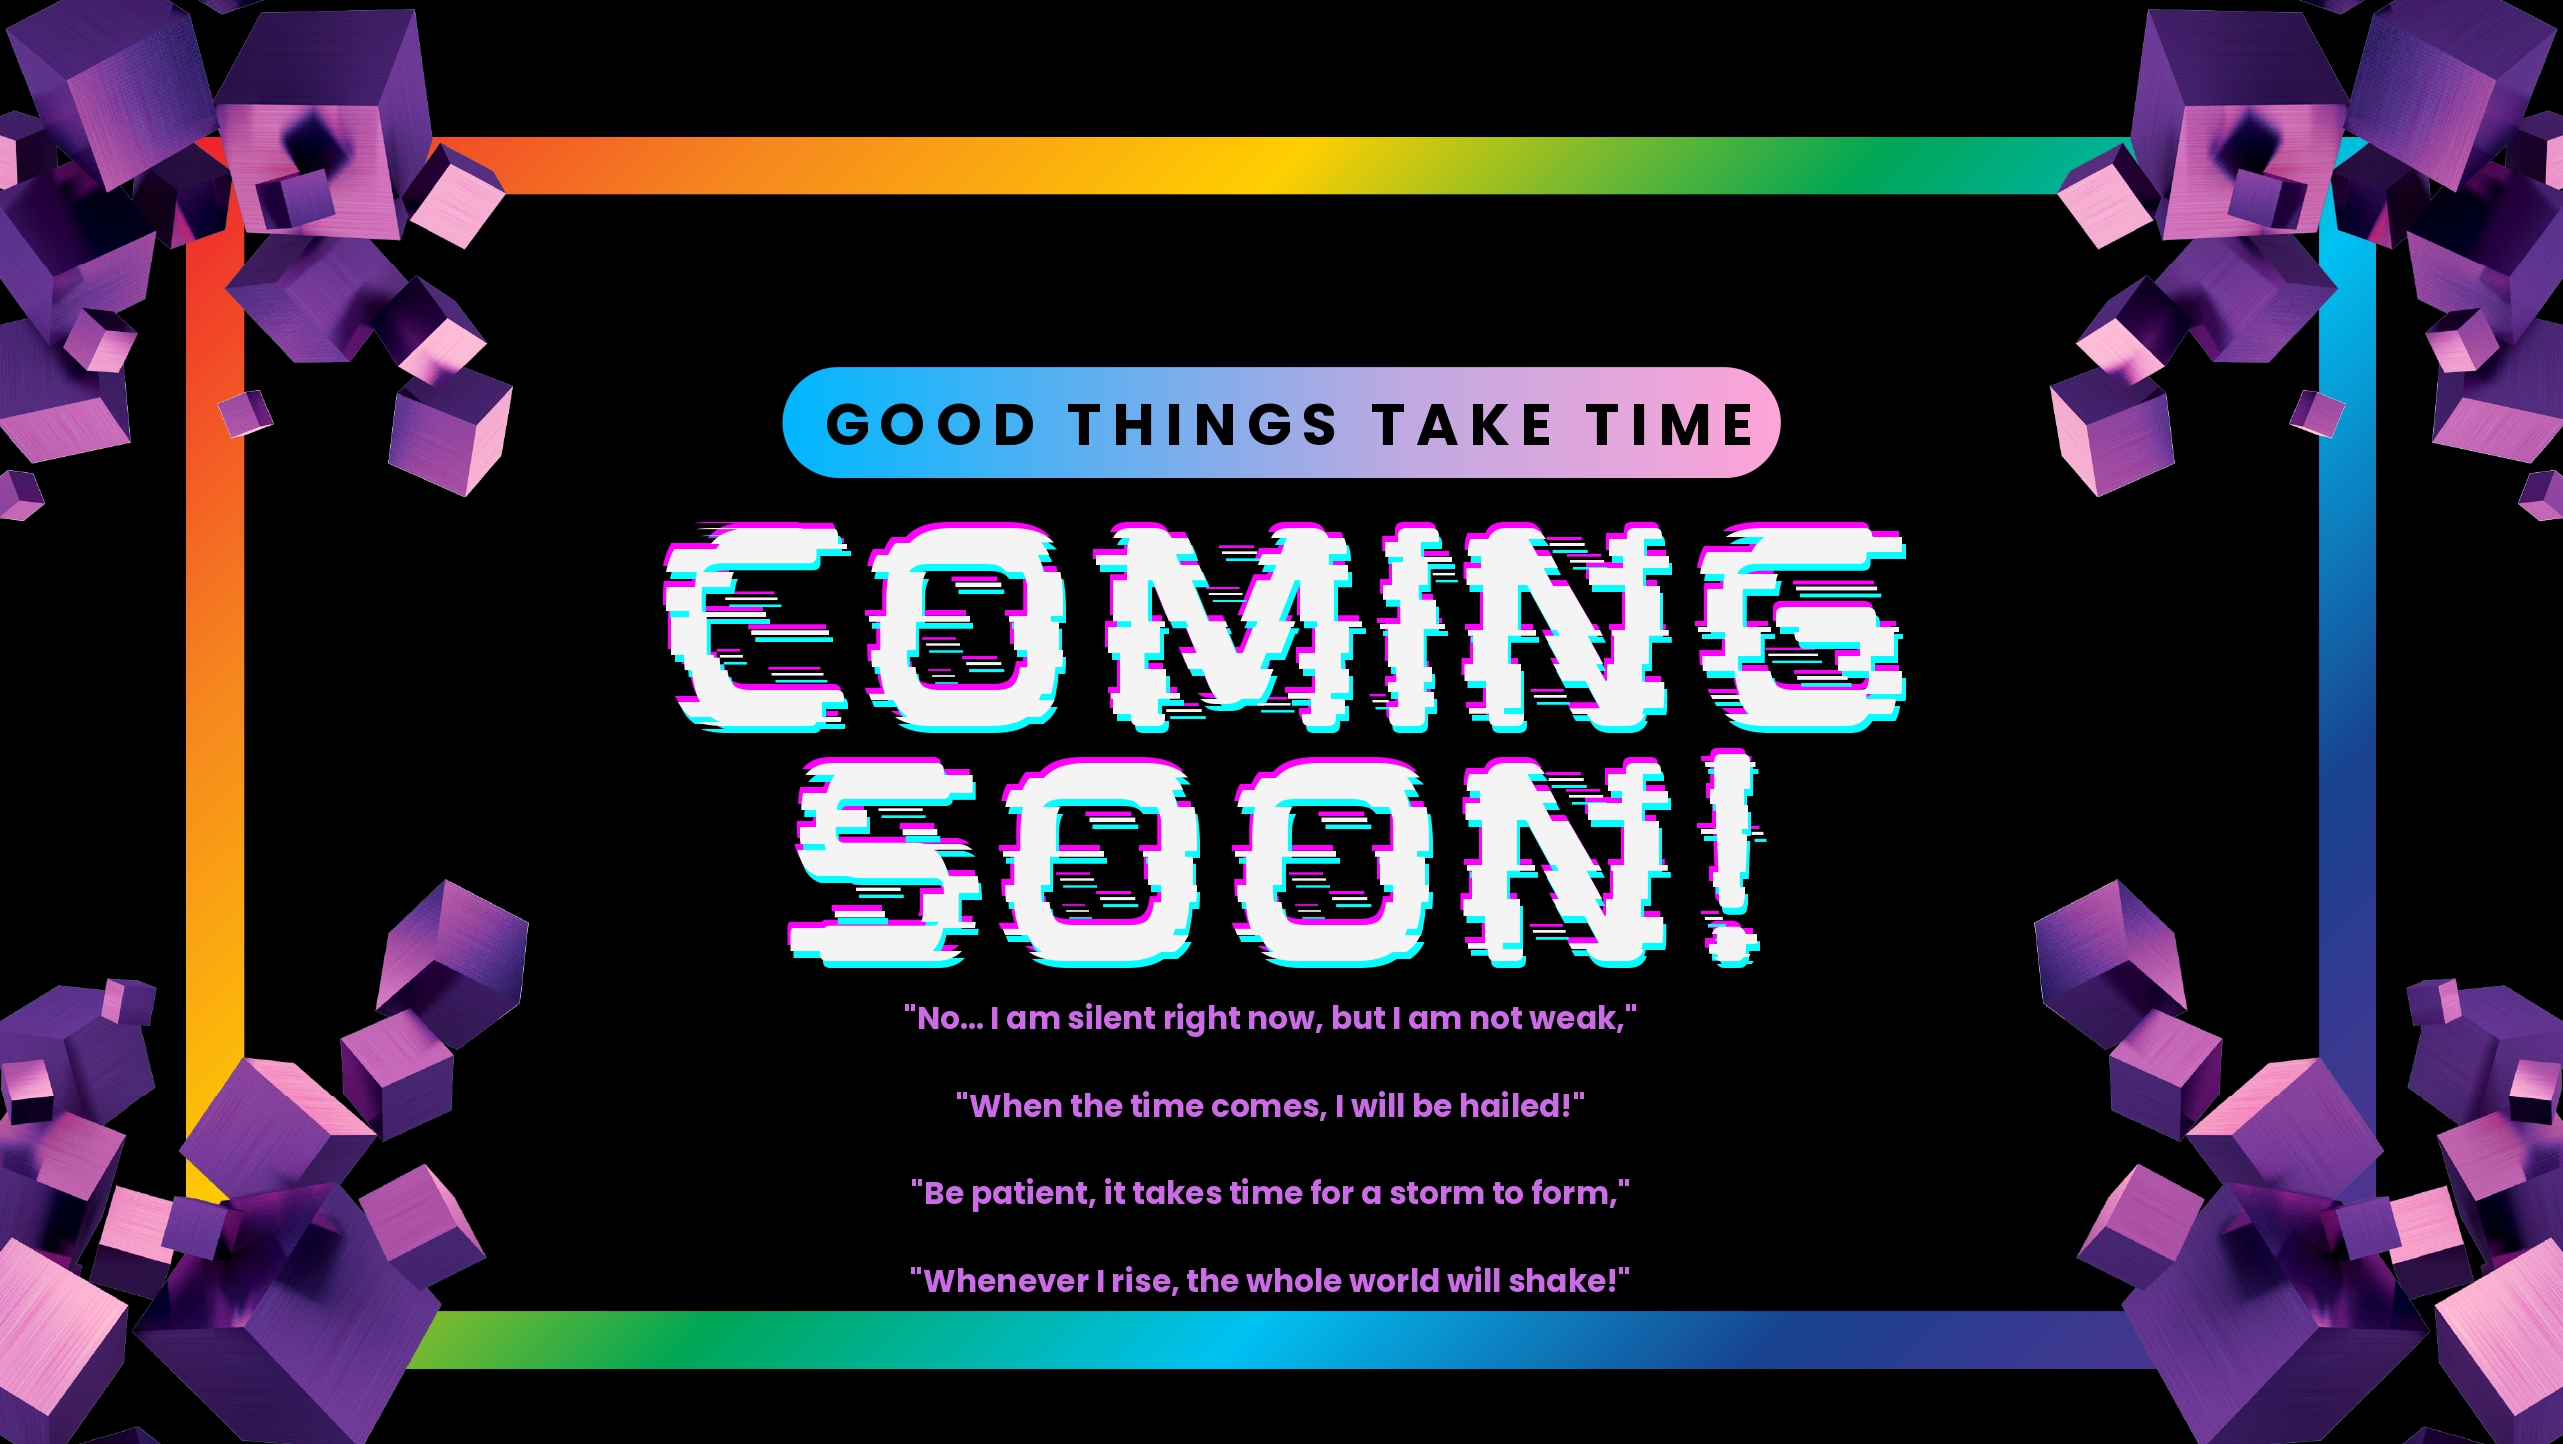 GOOD THINGS TAKE TIME
COMING
SOON!
"No... I am silent right now, but I am not weak,"
"When the time comes, I will be hailed!"
"Be patient, it takes time for a storm to form,"
"Whenever I rise, the whole world will shake!"